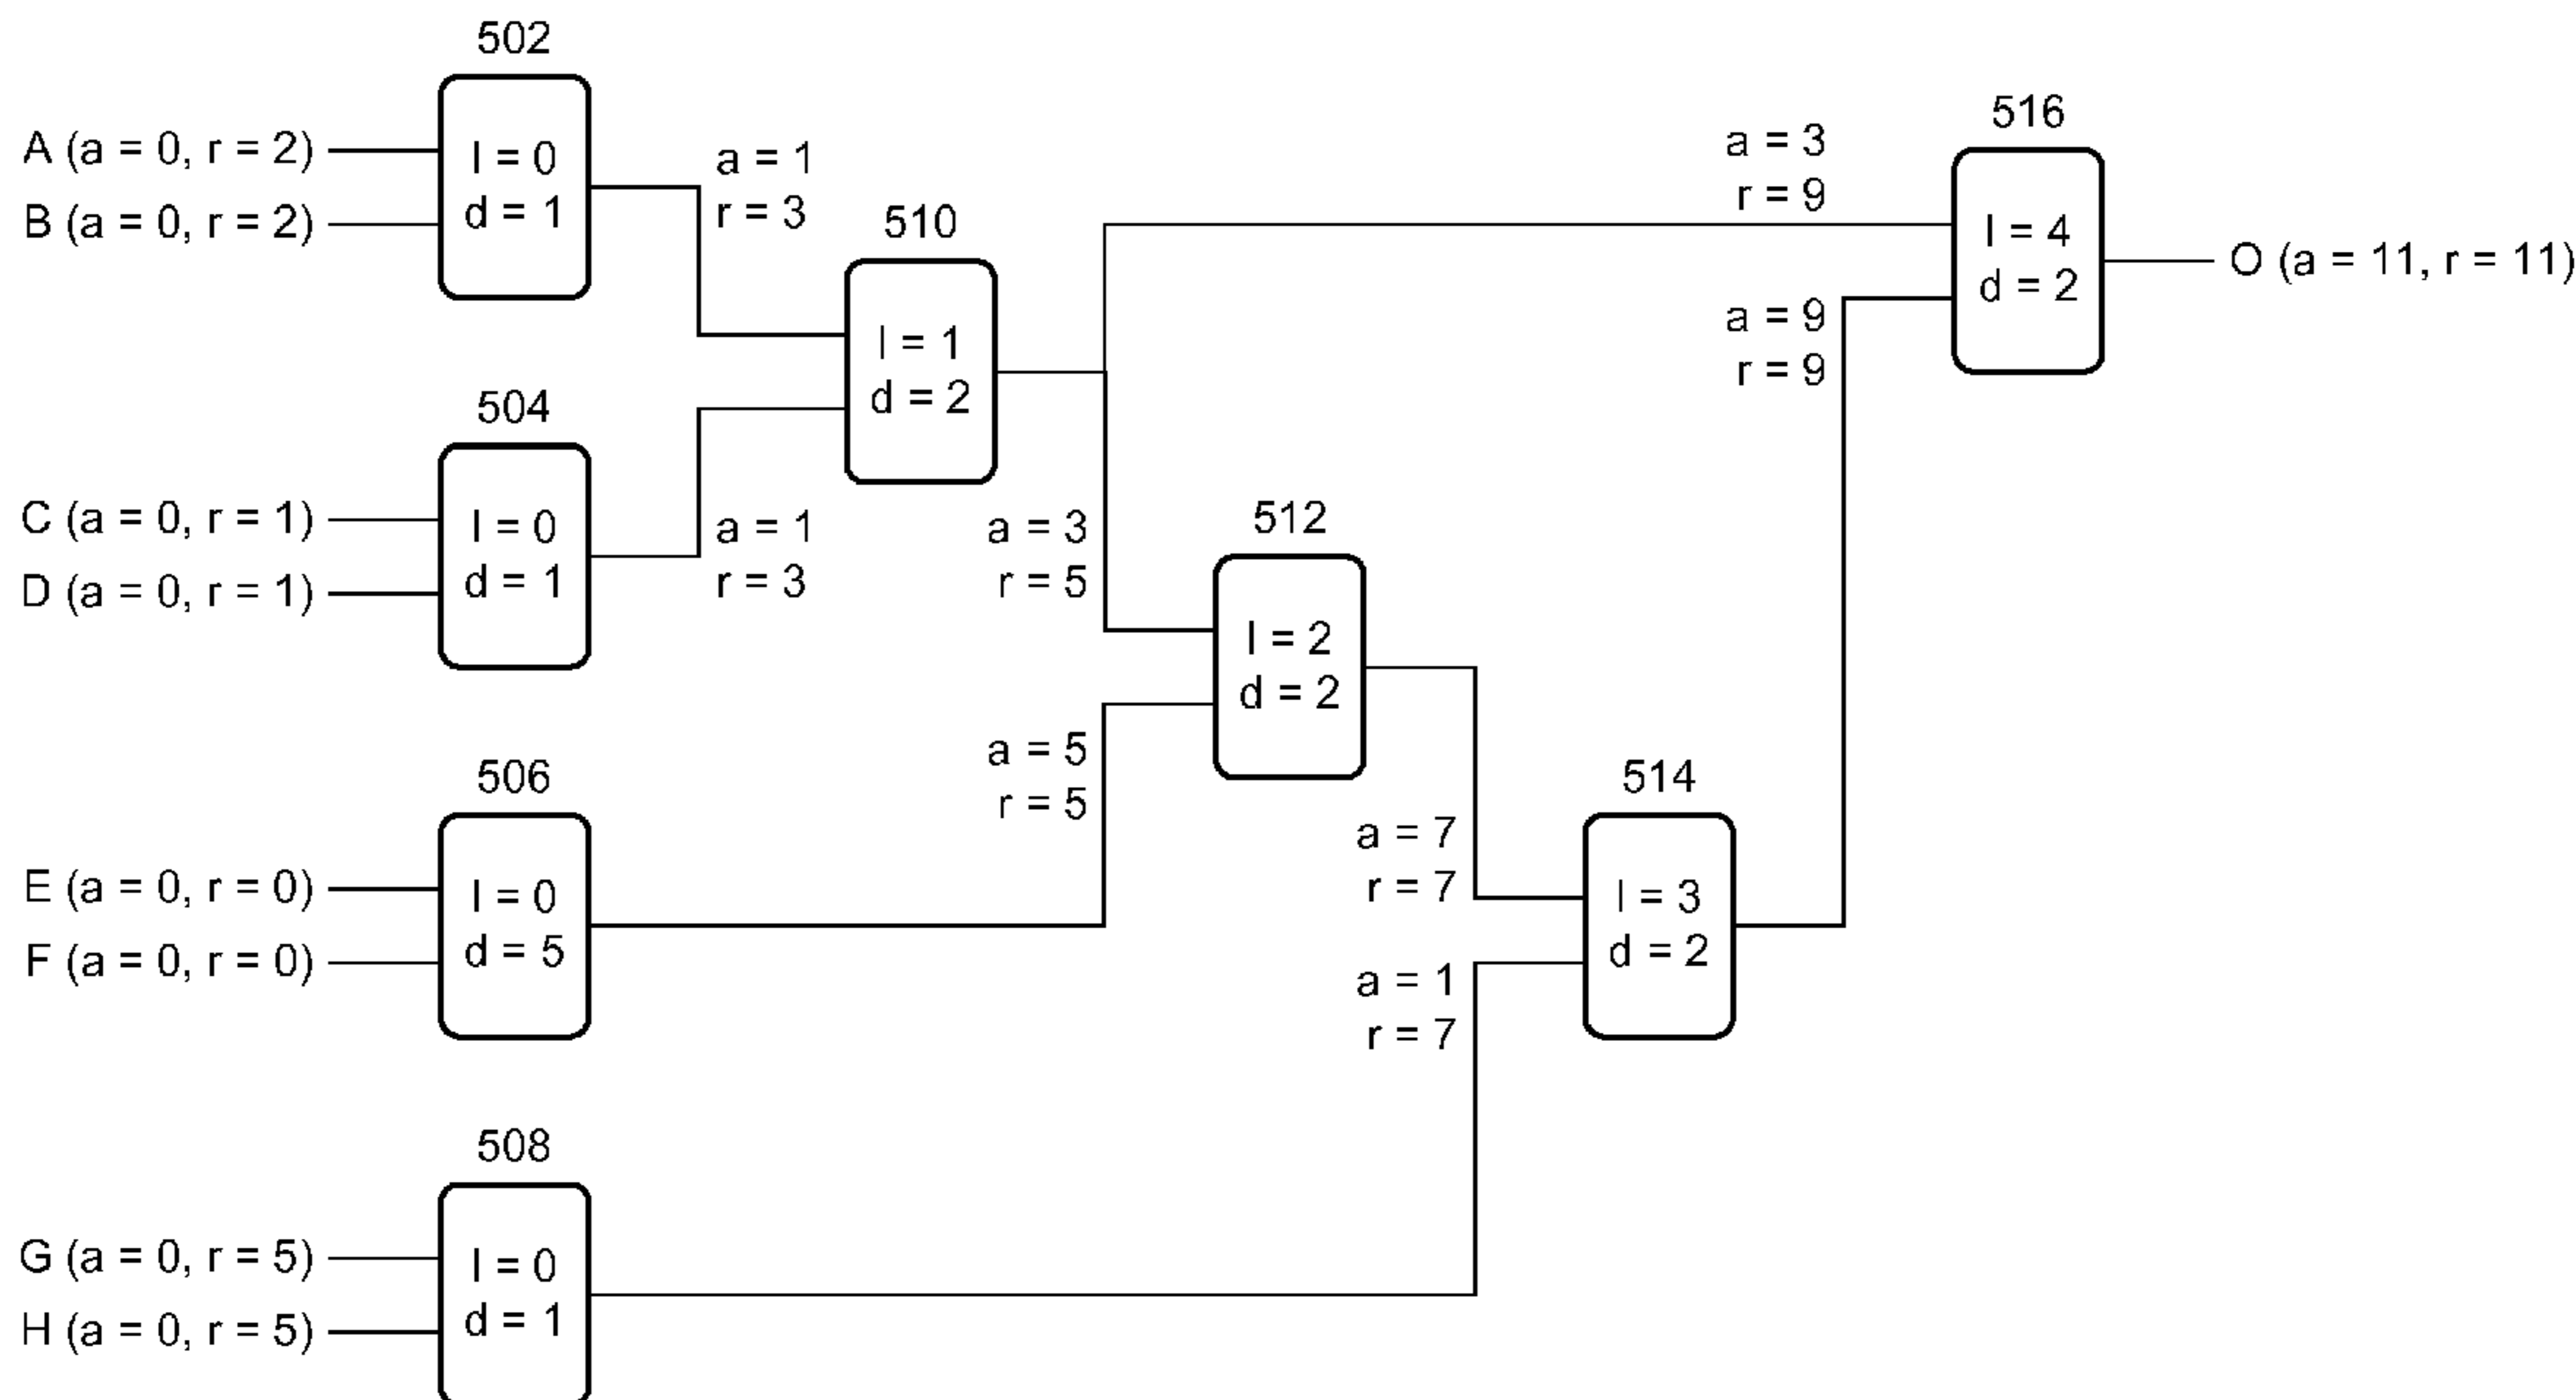 502
A (a = 0, r = 2)
B (a = 0, r = 2)
l = 0
d = 1
a = 1
r = 3
504
C (a = 0, r = 1)
D (a = 0, r = 1)
l = 0
d = 1
a = 1
r = 3
510
l = 1
d = 2
a = 3
r = 9
516
l = 4
d = 2
a = 9
r = 9
O (a = 11, r = 11)
506
E (a = 0, r = 0)
F (a = 0, r = 0)
l = 0
d = 5
a = 3
r = 5
a = 5
r = 5
512
l = 2
d = 2
a = 7
r = 7
a = 1
r = 7
514
l = 3
d = 2
508
G (a = 0, r = 5)
H (a = 0, r = 5)
l = 0
d = 1